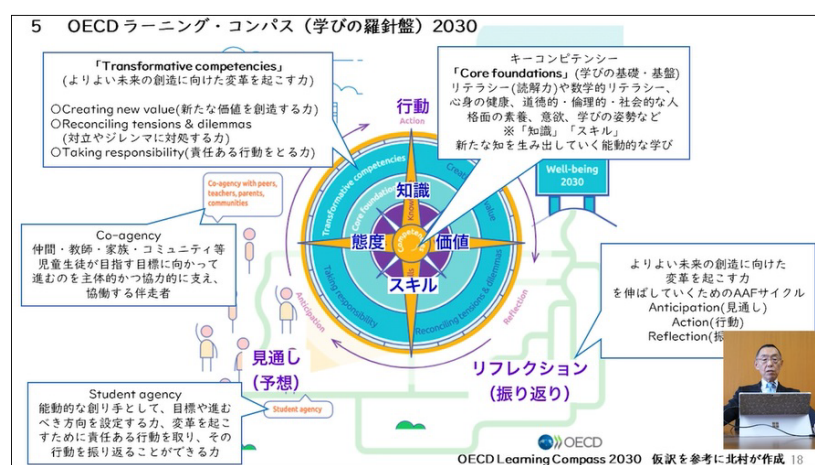 5 OECDラーニング・コンパス（学びの羅針盤）2030
「Transformative competencies」
（よりよい未来の創造に向けた変革を起こす力）
○Creating new value(新たな価値を創造する力)
○Reconciling tensions & dilemmas
（対立やジレンマに対処する力）
○Taking responsibility(責任ある行動をとる力)
キーコンピテンシー
「Core foundations」(学びの基礎・基盤)
リテラシー(読解力)や数学的リテラシー、
心身の健康、道徳的・倫理的・社会的な人
格面の素養、意欲、学びの姿勢など
※「知識」「スキル」
新たな知を生み出していく能動的な学び
行動
Action
Transformative competencies
Core
value
知識
態度
価値
スキル
Taking responsibility
Reconciling tensions & dilemmas
Well-being
2030
Co-agency with peers,
teachers, parents,
communities
Co-agency
仲間・教師・家族・コミュニティ等
児童生徒が目指す目標に向かって
進むのを主体的かつ協力的に支え、
協働する伴走者
Anticipation
Reflection
よりよい未来の創造に向けた
変革を起こす力
を伸ばしていくためのAAFサイクル
Anticipation(見通し)
Action(行動)
Reflection(振
見通し
(予想)
リフレクション
(振り返り)
Student agency
能動的な創り手として、目標や進む
べき方向を設定する力、変革を起こ
すために責任ある行動を取り、その
行動を振り返ることができる力
Student agency
OECD
OECD Learning Compass 2030 仮訳を参考に北村が作成 18